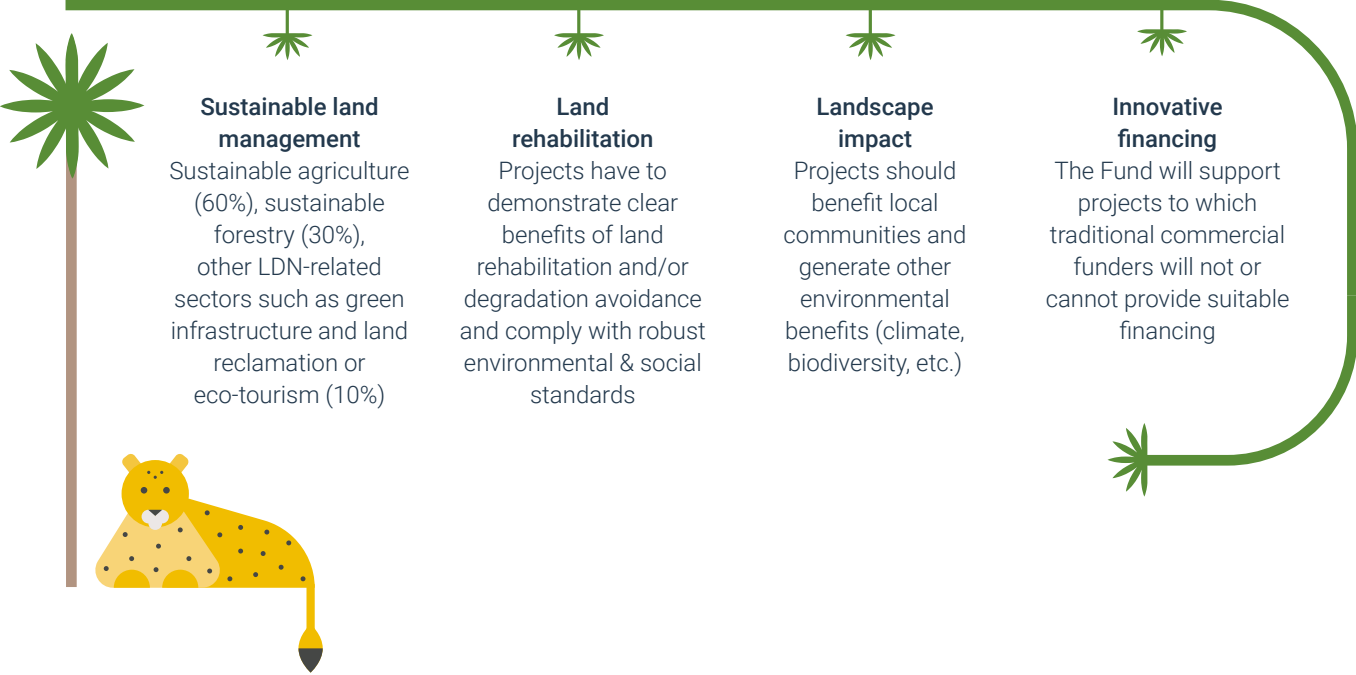 Sustainable land
management
Sustainable agriculture
(60%), sustainable
forestry (30%),
other LDN-related
sectors such as green
infrastructure and land
reclamation or
eco-tourism (10%)
Land
rehabilitation
Projects have to
demonstrate clear
benefits of land
rehabilitation and/or
degradation avoidance
and comply with robust
environmental & social
standards
Landscape
impact
Projects should
benefit local
communities and
generate other
environmental
benefits (climate,
biodiversity, etc.)
Innovative
financing
The Fund will support
projects to which
traditional commercial
funders will not or
cannot provide suitable
financing